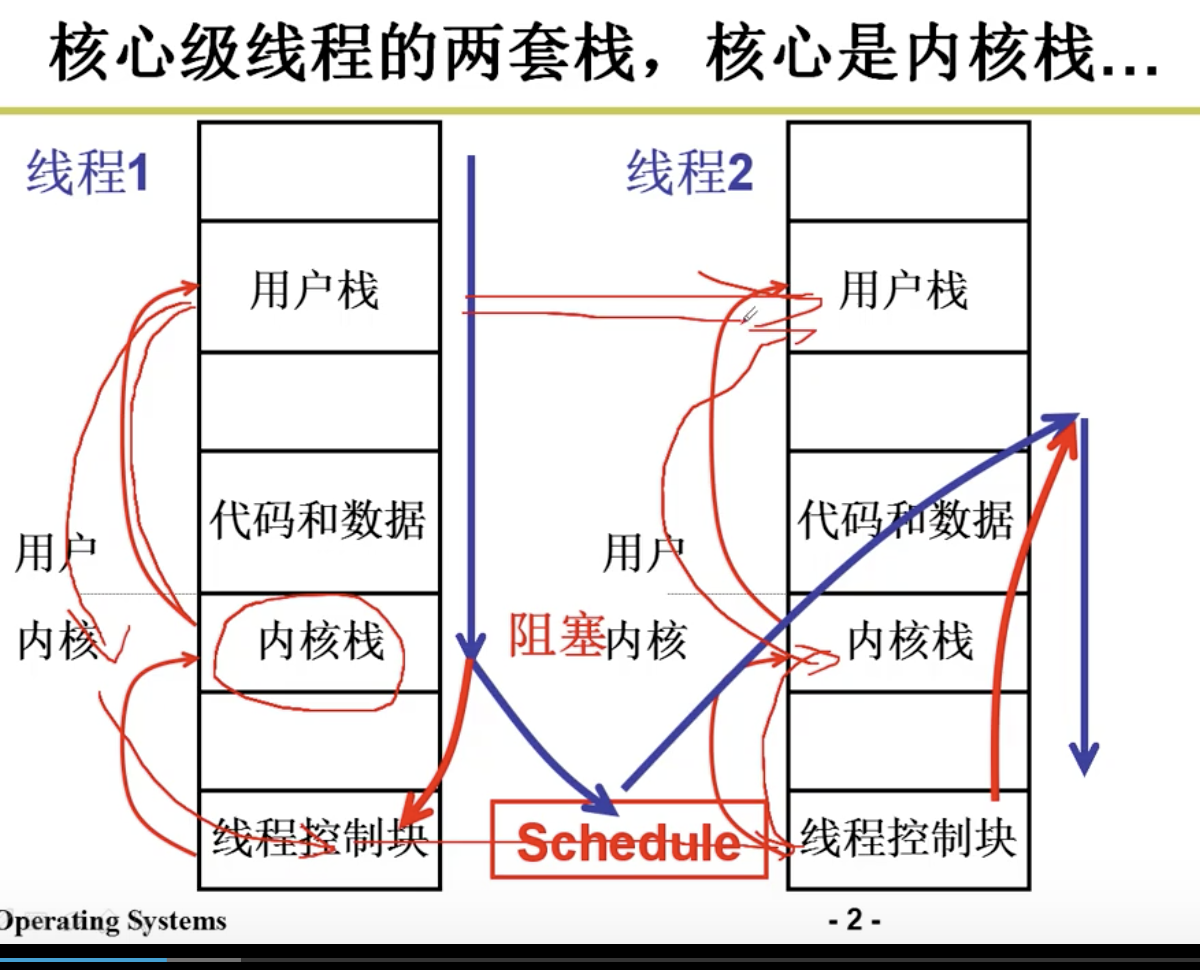 核心级线程的两套栈，核心是内核栈...
线程1
线程2
用户栈
用户栈
代码和数据
代码和数据
用户
用户
内核
内核栈
阻塞
内核
内核栈
线程控制块
Schedule
线程控制块
Operating Systems
- 2 -